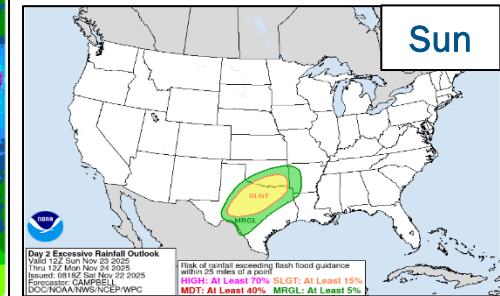 Sun
SLGT
MRGL
NOAA
Day 2 Excessive Rainfall Outlook
Valid 12Z Sun Nov 23 2025
Thru 12Z Mon Nov 24 2025
Issued: 0818Z Sat Nov 22 2025
Forecaster: CAMPBELL
DOC/NOAA/NWS/NCEP/WPC
Risk of rainfall exceeding flash flood guidance
within 25 miles of a point
HIGH: At Least 70% SLGT: At Least 15%
MDT: At Least 40% MRGL: At Least 5%